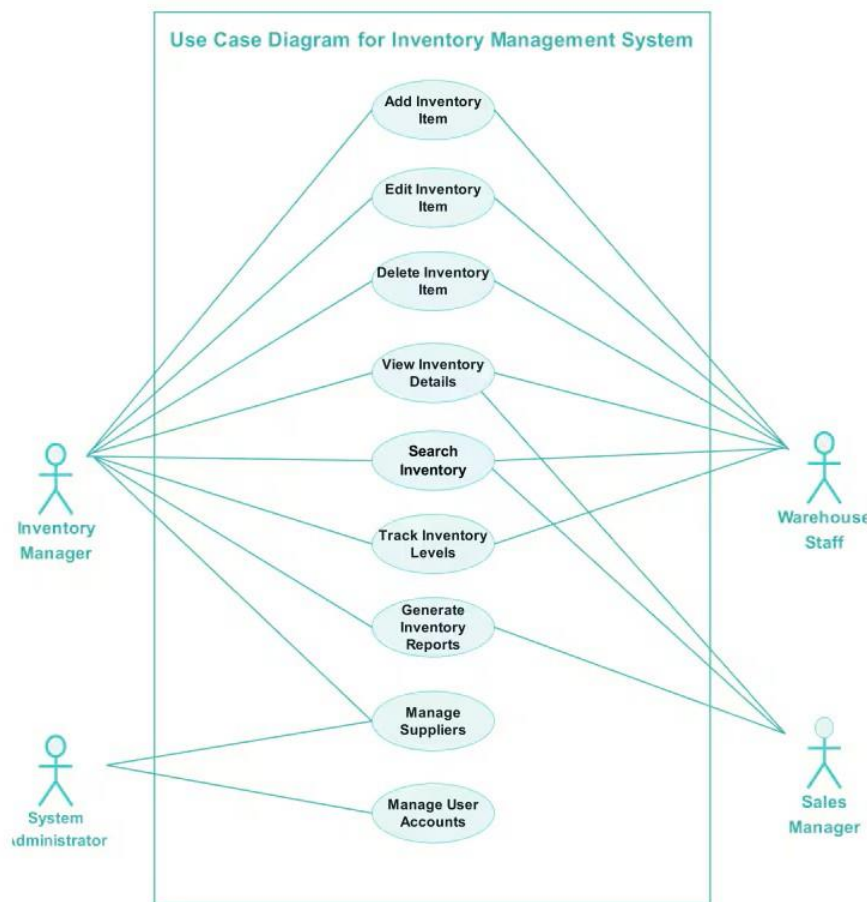 Use Case Diagram for Inventory Management System
Add Inventory
Item
Edit Inventory
Item
Delete Inventory
Item
View Inventory
Details
Search
Inventory
Track Inventory
Levels
Generate
Inventory
Reports
Manage
Suppliers
Manage User
Accounts
Inventory
Manager
System
Administrator
Warehouse
Staff
Sales
Manager